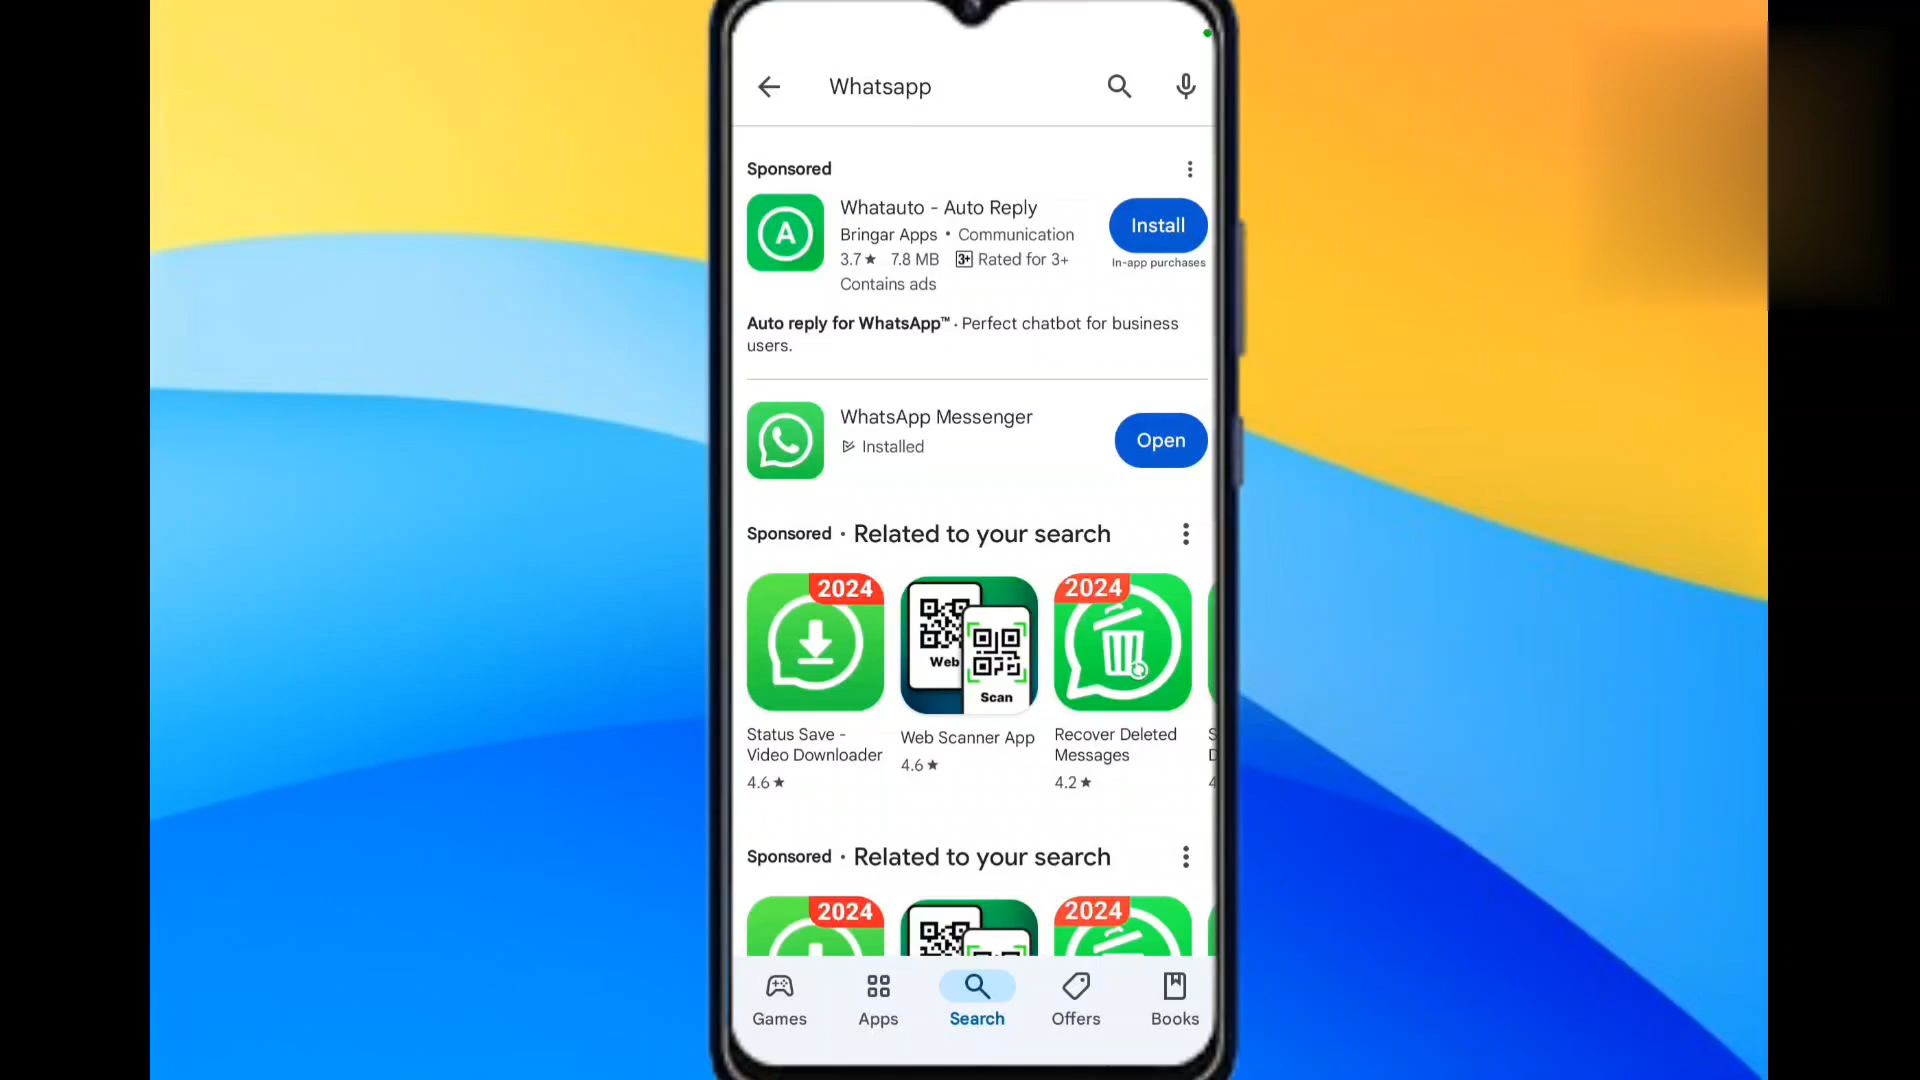 Whatsapp
Sponsored
A
Whatauto - Auto Reply
Bringar Apps • Communication
3.7★ 7.8 MB 3+ Rated for 3+
Contains ads
Install
In-app purchases
Auto reply for WhatsApp™ · Perfect chatbot for business
users.
WhatsApp Messenger
Installed
Open
Sponsored · Related to your search
2024
Web
Scan
2024
Status Save -
Video Downloader
4.6★
Web Scanner App
4.6★
Recover Deleted
Messages
4.2★
Sponsored · Related to your search
2024
2024
Games
Apps
Search
Offers
Books